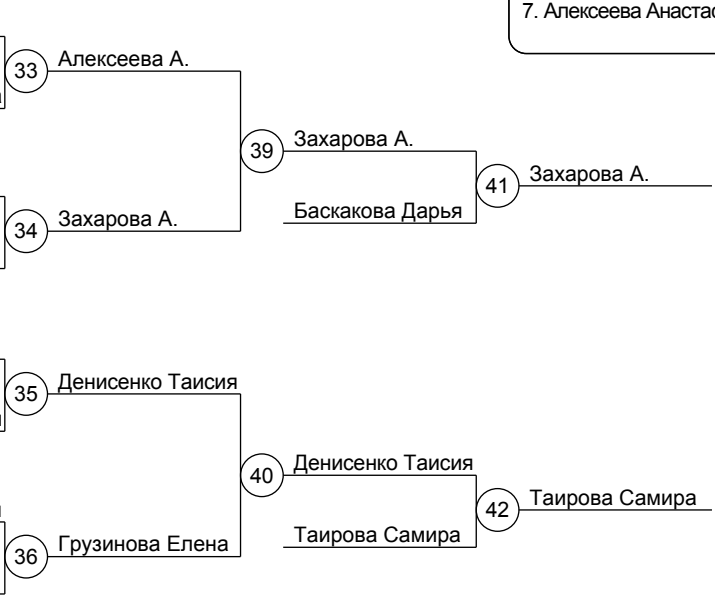 7. Алексеева
33 Алексеева А.
39 Захарова А.
41 Захарова А.
Баскакова Дарья
34 Захарова А.
35 Денисенко Таисия
40 Денисенко Таисия
42 Таирова Самира
Таирова Самира
36 Грузинова Елена